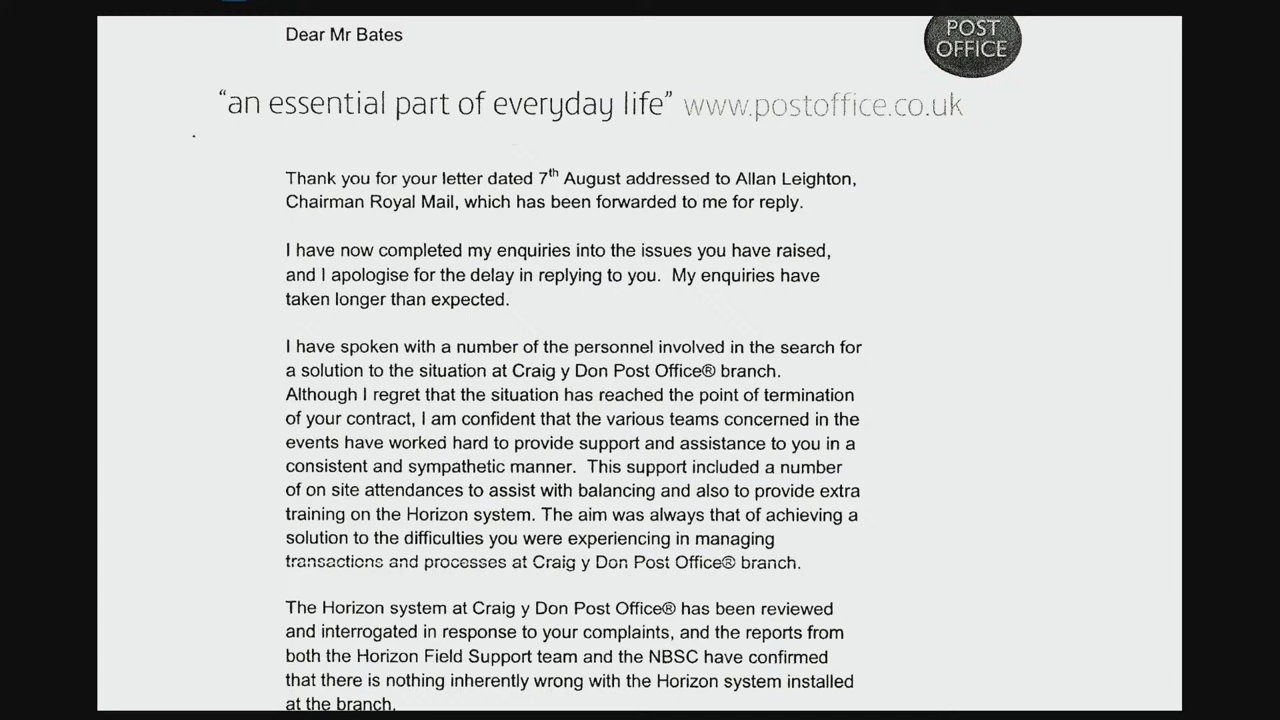 Dear Mr Bates
POST
OFFICE
“an essential part of everyday life” www.postoffice.co.uk
Thank you for your letter dated 7th August addressed to Allan Leighton,
Chairman Royal Mail, which has been forwarded to me for reply.
I have now completed my enquiries into the issues you have raised,
and I apologise for the delay in replying to you.  My enquiries have
taken longer than expected.
I have spoken with a number of the personnel involved in the search for
a solution to the situation at Craig y Don Post Office® branch.
Although I regret that the situation has reached the point of termination
of your contract, I am confident that the various teams concerned in the
events have worked hard to provide support and assistance to you in a
consistent and sympathetic manner.  This support included a number
of on site attendances to assist with balancing and also to provide extra
training on the Horizon system. The aim was always that of achieving a
solution to the difficulties you were experiencing in managing
transactions and processes at Craig y Don Post Office® branch.
The Horizon system at Craig y Don Post Office® has been reviewed
and interrogated in response to your complaints, and the reports from
both the Horizon Field Support team and the NBSC have confirmed
that there is nothing inherently wrong with the Horizon system installed
at the branch.